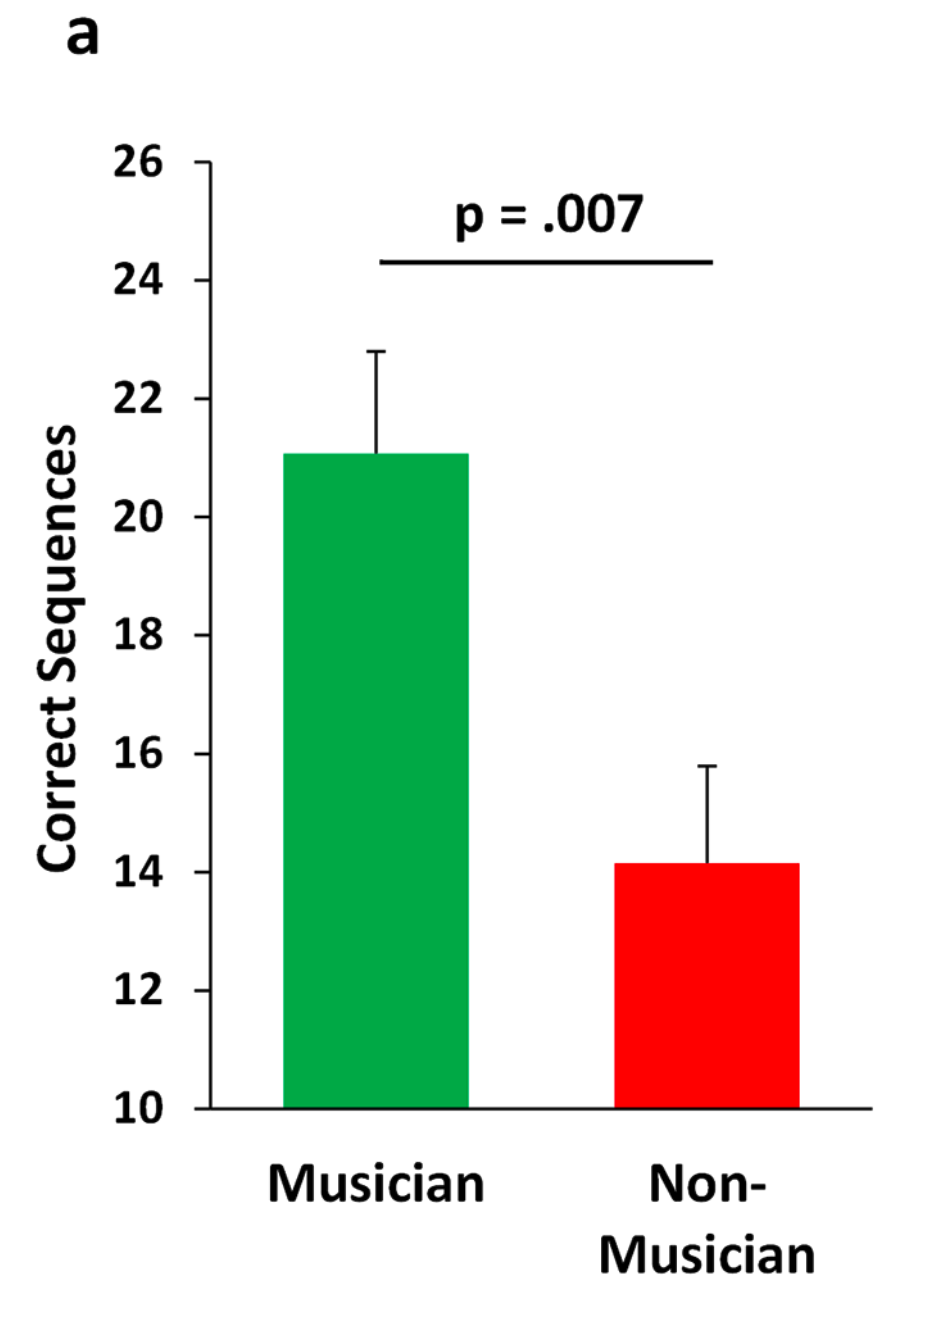 a
26
p = .007
24
22
20
18
16
14
12
10
Correct Sequences
Musician
Non-
Musician